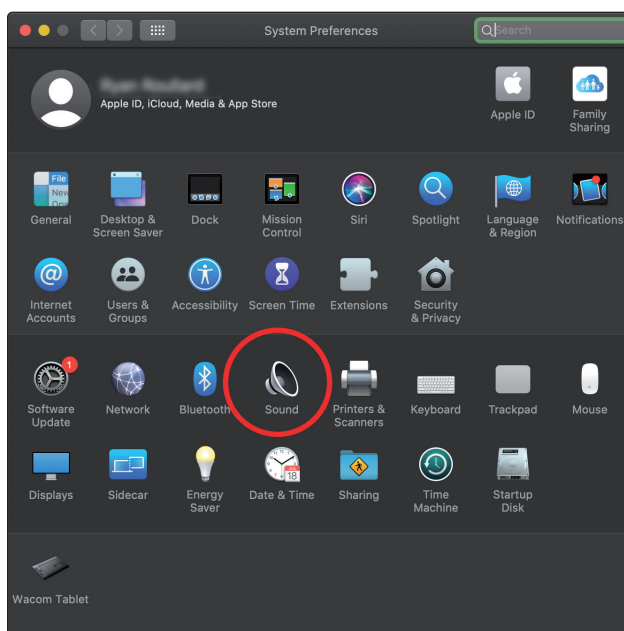 System Preferences
Search
Apple ID, iCloud, Media & App Store
Apple ID
Family
Sharing
File
New
General
Desktop &
Screen Saver
Dock
Mission
Control
Siri
Spotlight
Language
& Region
Notifications
@
Internet
Accounts
Users &
Groups
Accessibility
Screen Time
Extensions
Security
& Privacy
1
Software
Update
Network
Bluetooth
Sound
Printers &
Scanners
Keyboard
Trackpad
Mouse
Displays
Sidecar
Energy
Saver
JUL
18
Date & Time
Sharing
Time
Machine
Startup
Disk
Wacom Tablet